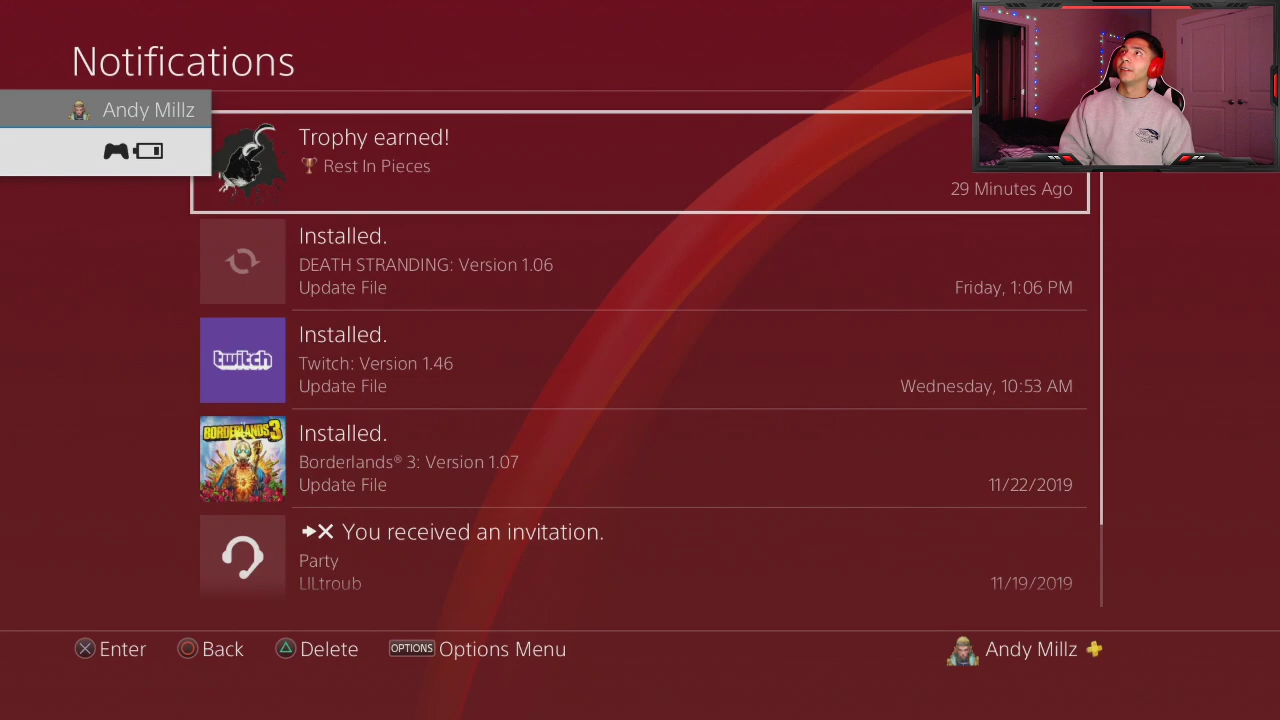 Notifications
Andy Millz
Trophy earned!
Rest In Pieces
29 Minutes Ago
Installed.
DEATH STRANDING: Version 1.06
Update File
Friday, 1:06 PM
twitch
Installed.
Twitch: Version 1.46
Update File
Wednesday, 10:53 AM
BORDERLANDS 3
Installed.
Borderlands® 3: Version 1.07
Update File
11/22/2019
You received an invitation.
Party
LILtroub
11/19/2019
Enter
Back
Delete
OPTIONS Options Menu
Andy Millz